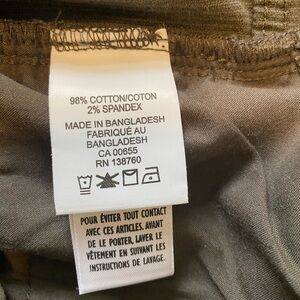 98% COTTON/COTON
2% SPANDEX
MADE IN BANGLADESH
FABRIQUÉ AU
BANGLADESH
CA 00655
RN 138760
POUR ÉVITER TOUT CONTACT
AVEC CES ARTICLES. AVANT
DE LE PORTER, LAVER LE
VÊTEMENT EN SUIVANT LES
INSTRUCTIONS DE LAVAGE.